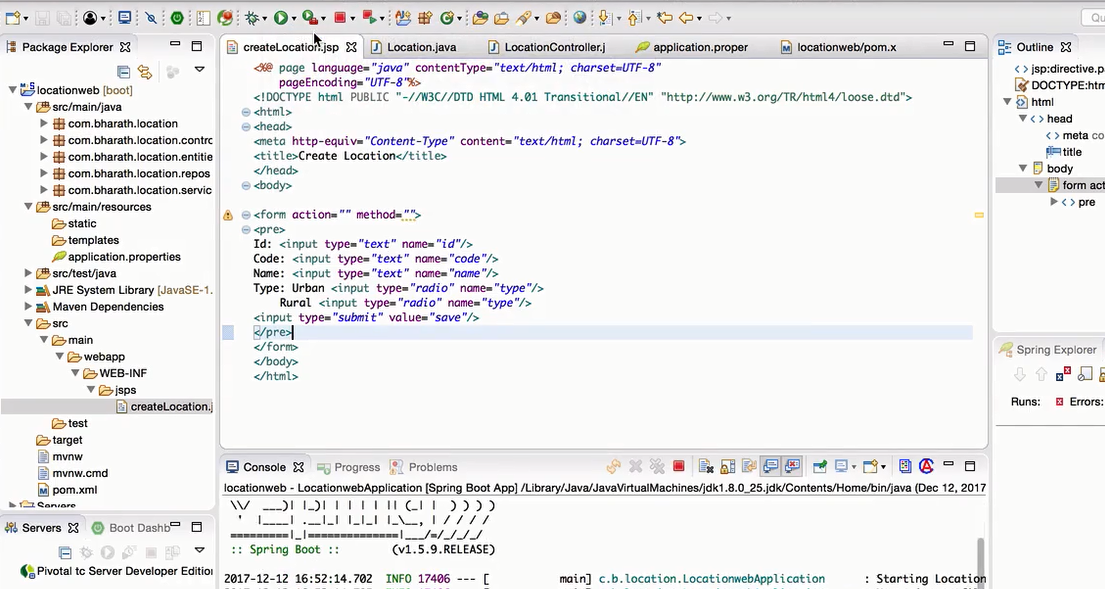 Qu
Package Explorer
createLocation.jsp
Location.java
LocationController.j
application.proper
locationweb/pom.x
Outline
locationweb [boot]
src/main/java
com.bharath.location
com.bharath.location.contro
com.bharath.location.entitie
com.bharath.location.repos
com.bharath.location.servic
src/main/resources
static
templates
application.properties
src/test/java
JRE System Library [JavaSE-1.
Maven Dependencies
src
main
webapp
WEB-INF
jsps
createLocation.j
test
target
mvnw
mvnw.cmd
pom.xml
Servers
<%@ page language="java" contentType="text/html; charset=UTF-8"
pageEncoding="UTF-8"%>
<!DOCTYPE html PUBLIC "-//W3C//DTD HTML 4.01 Transitional//EN" "http://www.w3.org/TR/html4/loose.dtd">
<html>
<head>
<meta http-equiv="Content-Type" content="text/html; charset=UTF-8">
<title>Create Location</title>
</head>
<body>
<form action="" method="">
<pre>
Id: <input type="text" name="id"/>
Code: <input type="text" name="code"/>
Name: <input type="text" name="name"/>
Type: Urban <input type="radio" name="type"/>
Rural <input type="radio" name="type"/>
<input type="submit" value="save"/>
</pre>
</form>
</body>
</html>
jsp:directive.pa
DOCTYPE:htm
html
head
meta
title
body
form act
pre
Spring Explorer
Runs:
Errors:
Servers
Boot Dashb
Pivotal tc Server Developer Edition
Console
Progress
Problems
locationweb - LocationwebApplication [Spring Boot App] /Library/Java/JavaVirtualMachines/jdk1.8.0_25.jdk/Contents/Home/bin/java (Dec 12, 2017
\\/ ___)| |_)| | | | | || (_| | ) ) ) )
' |____| .__|_| |_|_| |_\__, | / / / /
=========|_|==============|___/=/_/_/_/
:: Spring Boot :: (v1.5.9.RELEASE)
2017-12-12 16:52:14.702 INFO 17406 --- [ main] c.b.location.LocationwebApplication : Starting Location